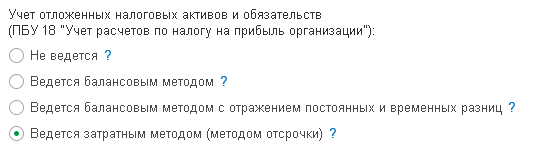 Учет отложенных налоговых активов и обязательств
(ПБУ 18 "Учет расчетов по налогу на прибыль организации"):
Не ведется ?
Ведется балансовым методом ?
Ведется балансовым методом с отражением постоянных и временных разниц ?
Ведется затратным методом (методом отсрочки) ?